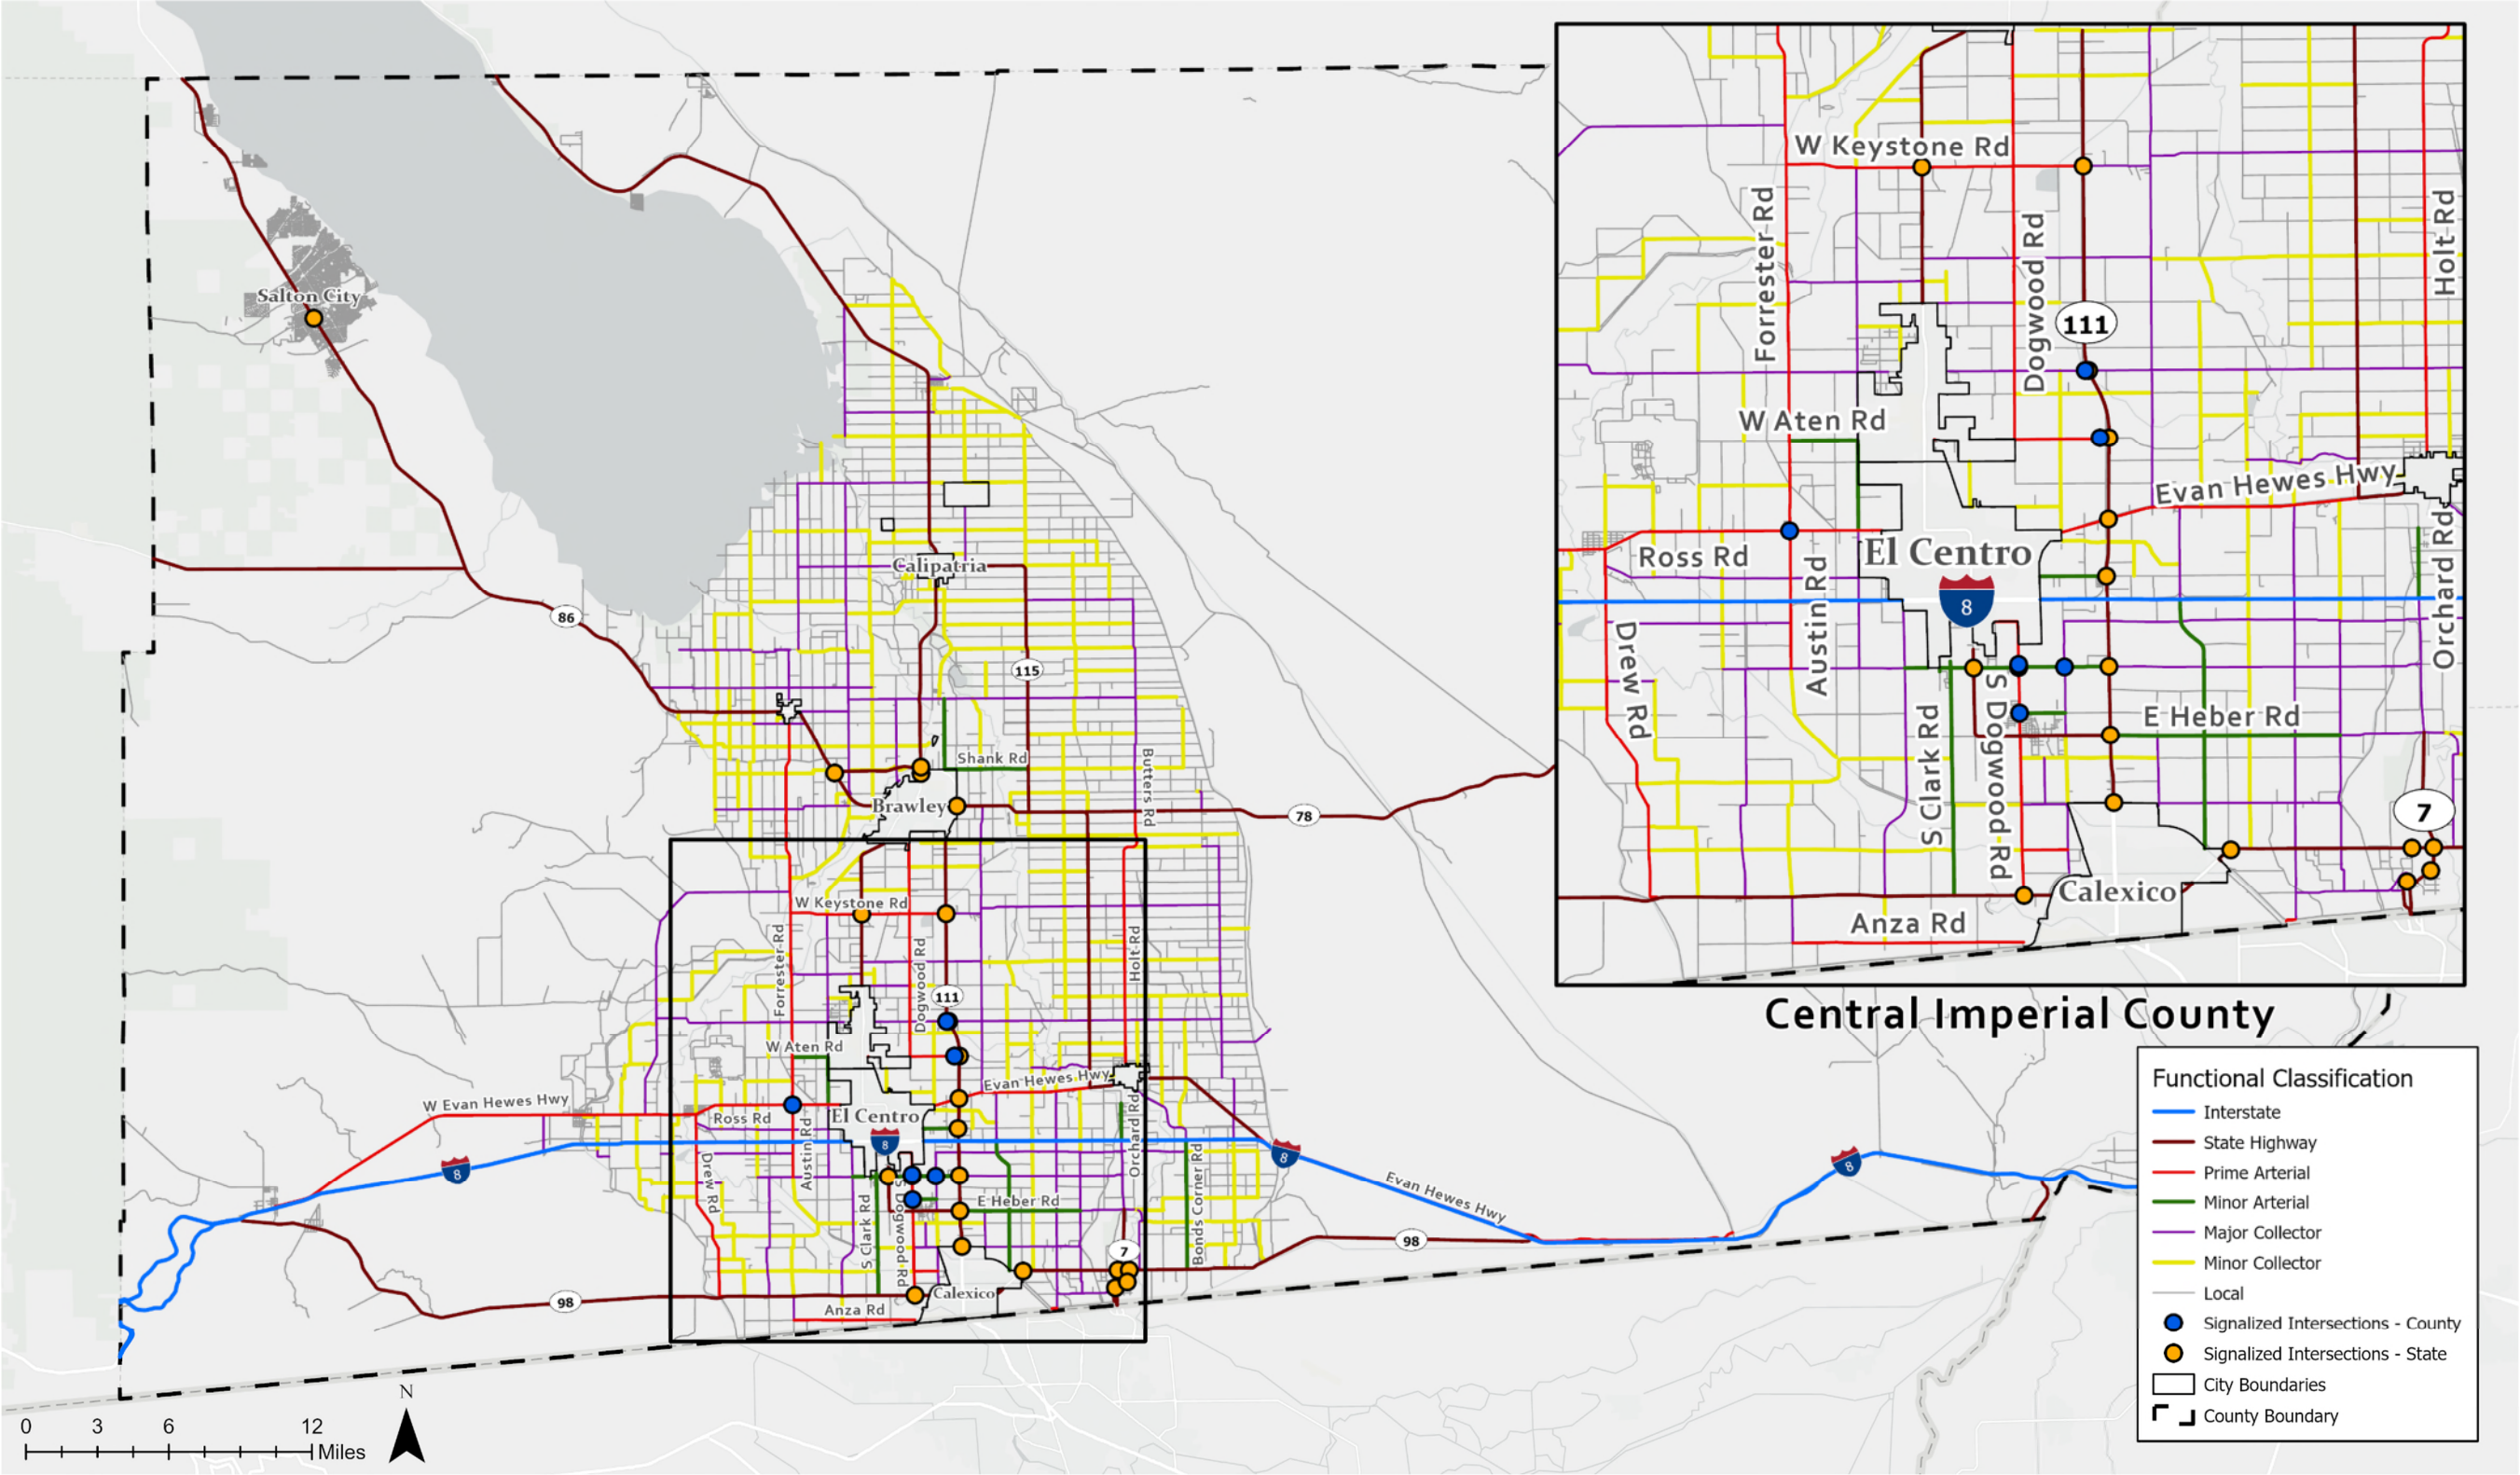 Salton City
86
Calipatria
115
Shank Rd
Butters Rd
Brawley
78
W Keystone Rd
Forrester Rd
Dogwood Rd
Holt Rd
111
W Aten Rd
Evan Hewes Hwy
W Evan Hewes Hwy
Ross Rd
El Centro
8
8
8
8
Austin Rd
Orchard Rd
Drew Rd
S Clark Rd
S Dogwood Rd
E Heber Rd
Bonds Corner Rd
Evan Hewes Hwy
7
98
98
Calexico
Anza Rd
W Keystone Rd
Forrester Rd
Dogwood Rd
Holt Rd
111
W Aten Rd
Evan Hewes Hwy
Ross Rd
El Centro
8
Austin Rd
Orchard Rd
Drew Rd
S Clark Rd
S Dogwood Rd
E Heber Rd
7
Calexico
Anza Rd
Central Imperial County
Functional Classification
Interstate
State Highway
Prime Arterial
Minor Arterial
Major Collector
Minor Collector
Local
Signalized Intersections - County
Signalized Intersections - State
City Boundaries
County Boundary
N
0 3 6 12
Miles